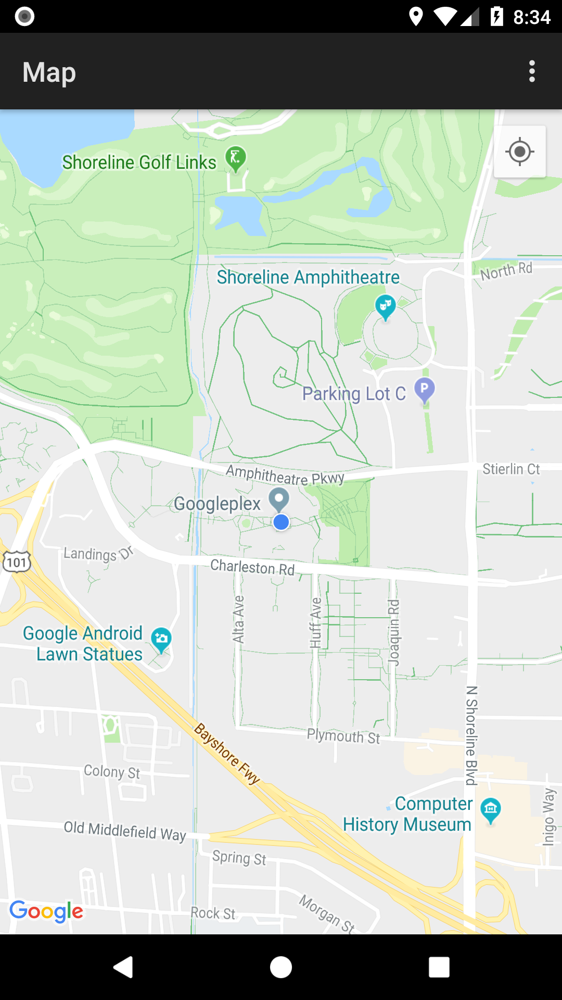 8:34
Map
Shoreline Golf Links
North Rd
Shoreline Amphitheatre
Parking Lot C
P
Stierlin Ct
Amphitheatre Pkwy
Googleplex
Landings Dr
101
Charleston Rd
Alta Ave
Huff Ave
Joaquin Rd
Google Android
Lawn Statues
N Shoreline Blvd
Plymouth St
Bayshore Fwy
Colony St
Computer
History Museum
Inigo Way
Old Middlefield Way
Spring St
Morgan St
Rock St
Google